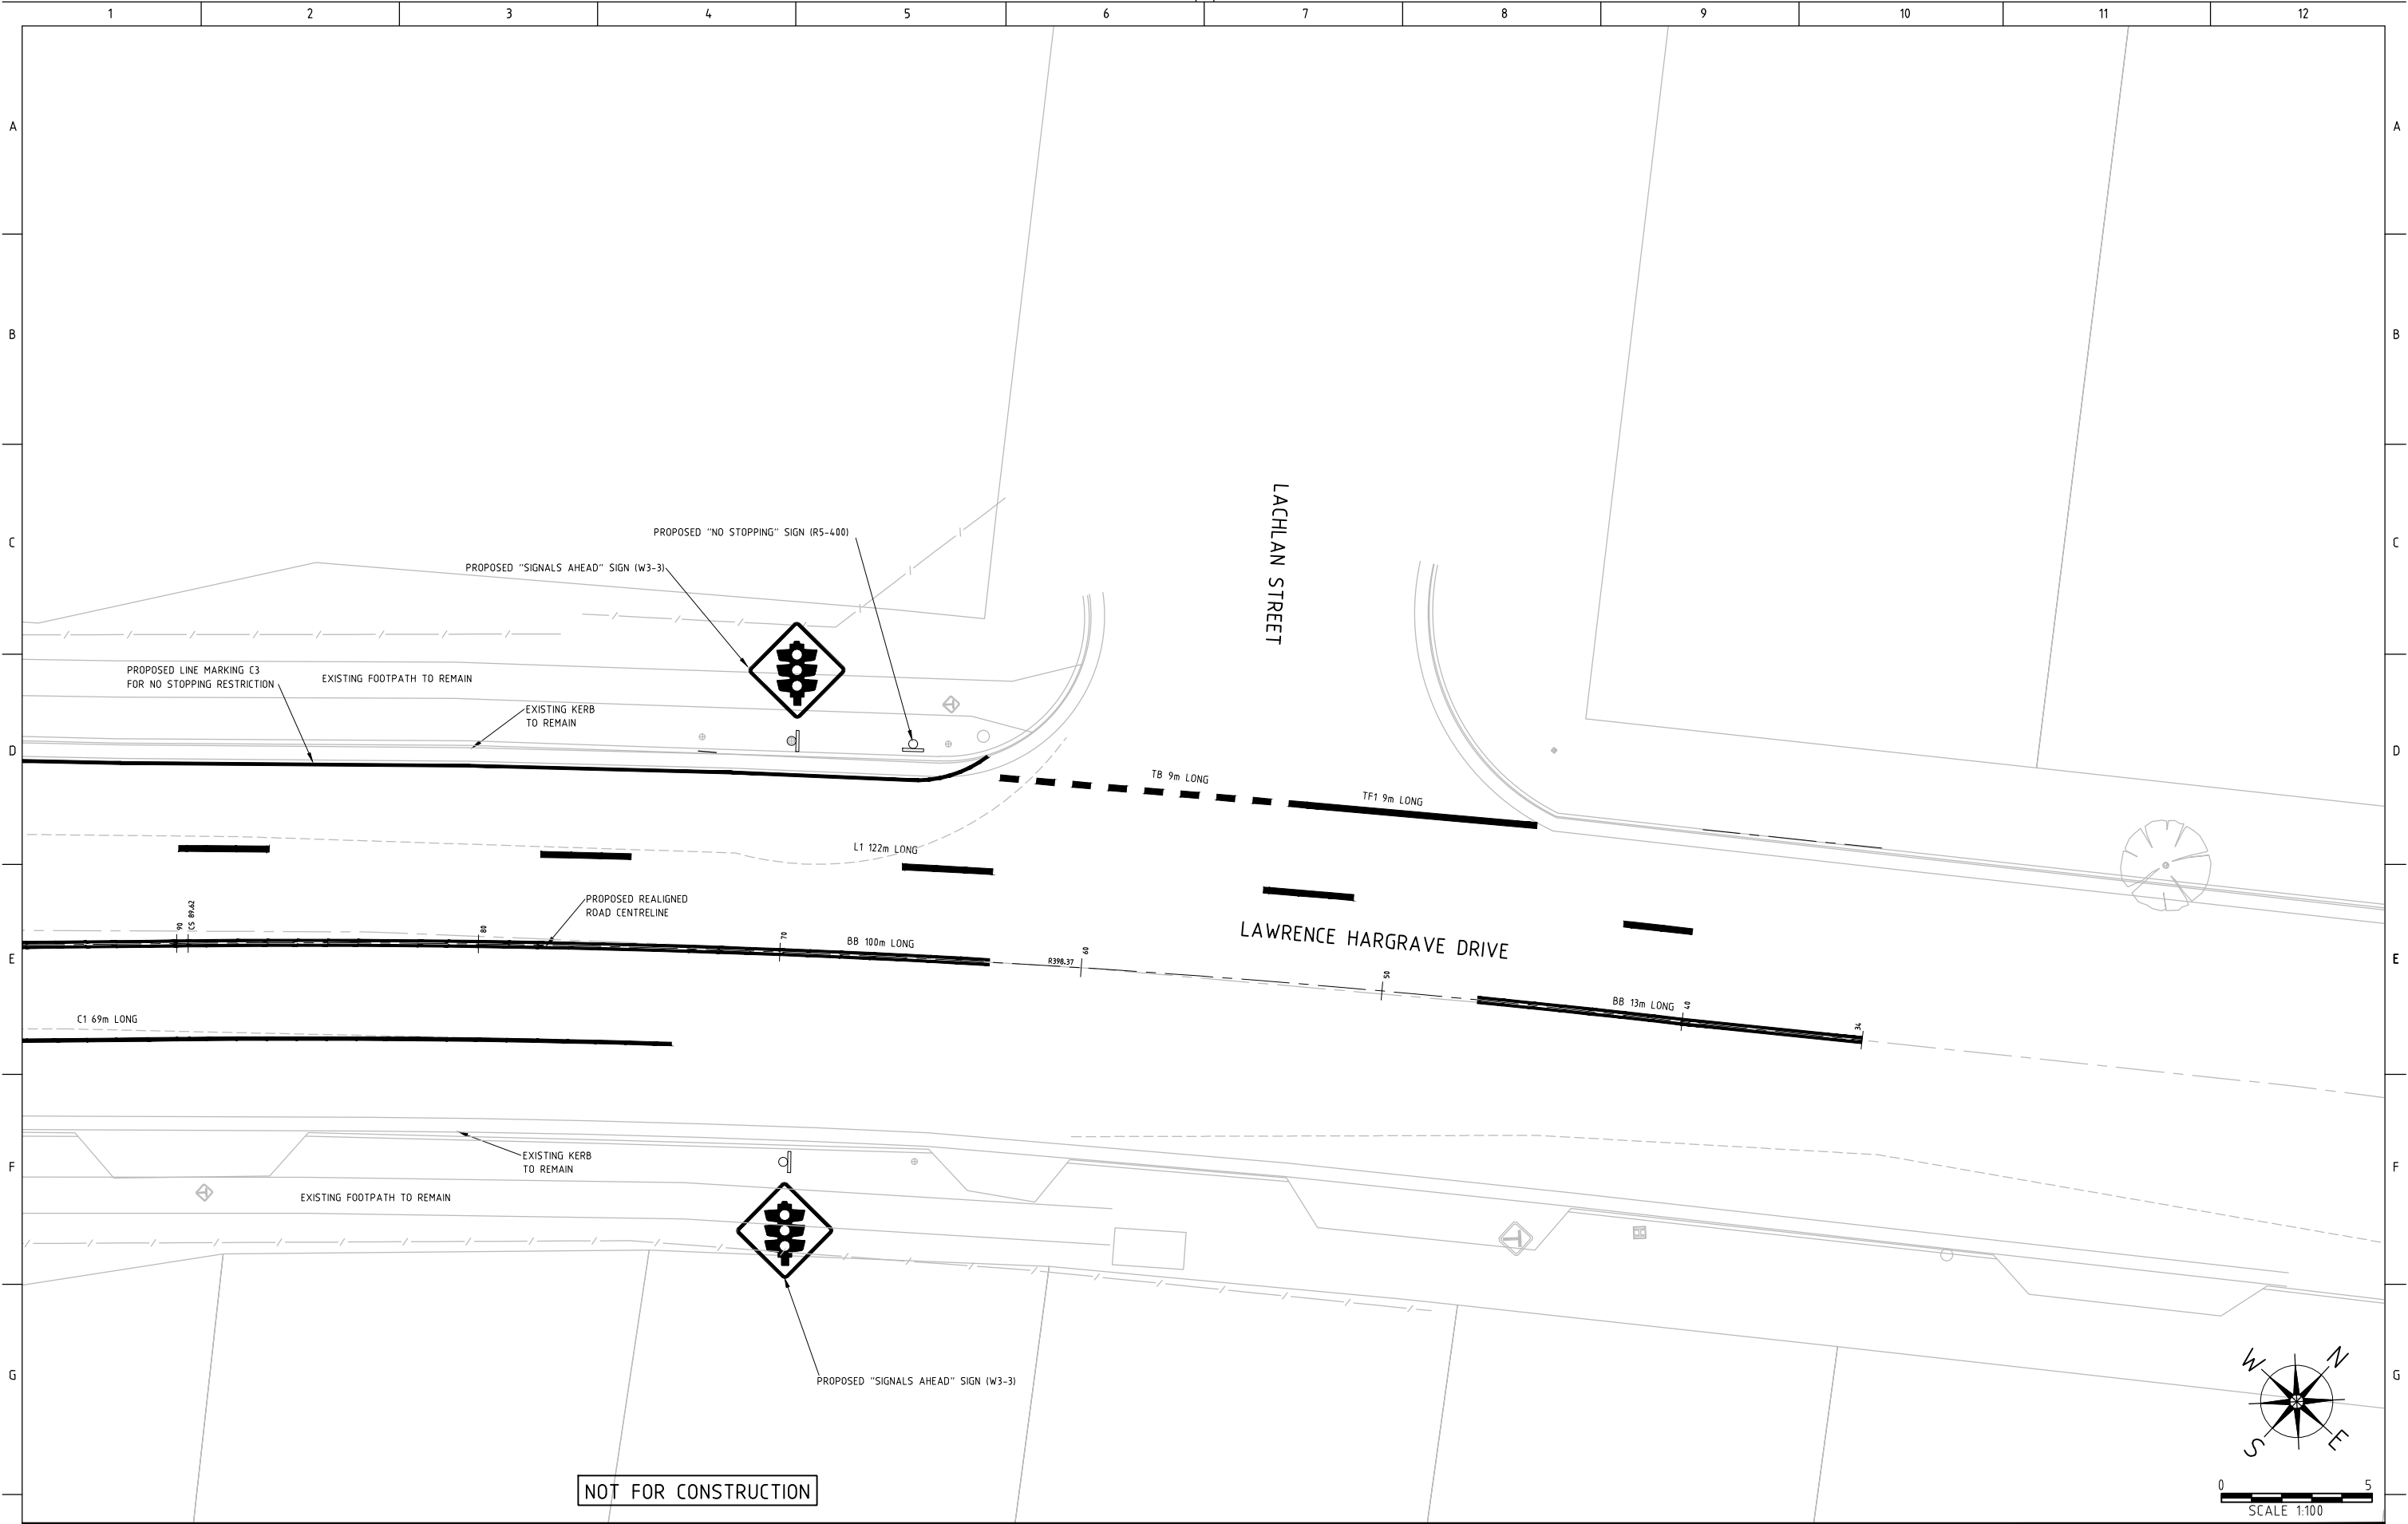 1 2 3 4 5 6 7 8 9 10 11 12
A A
B B
LACHLAN STREET
PROPOSED "NO STOPPING" SIGN (R5-400)
C C
PROPOSED "SIGNALS AHEAD" SIGN (W3-3)
PROPOSED LINE MARKING C3
FOR NO STOPPING RESTRICTION
EXISTING FOOTPATH TO REMAIN
EXISTING KERB
TO REMAIN
D D
TB 9m LONG
TF1 9m LONG
L1 122m LONG
PROPOSED REALIGNED
ROAD CENTRELINE
90
CS 89.62
80
70
BB 100m LONG
LAWRENCE HARGRAVE DRIVE
E E
R398.37
60
50
BB 13m LONG
40
34
C1 69m LONG
EXISTING KERB
TO REMAIN
F F
EXISTING FOOTPATH TO REMAIN
T
H
G G
PROPOSED "SIGNALS AHEAD" SIGN (W3-3)
W N
S E
NOT FOR CONSTRUCTION
0 5
SCALE 1:100